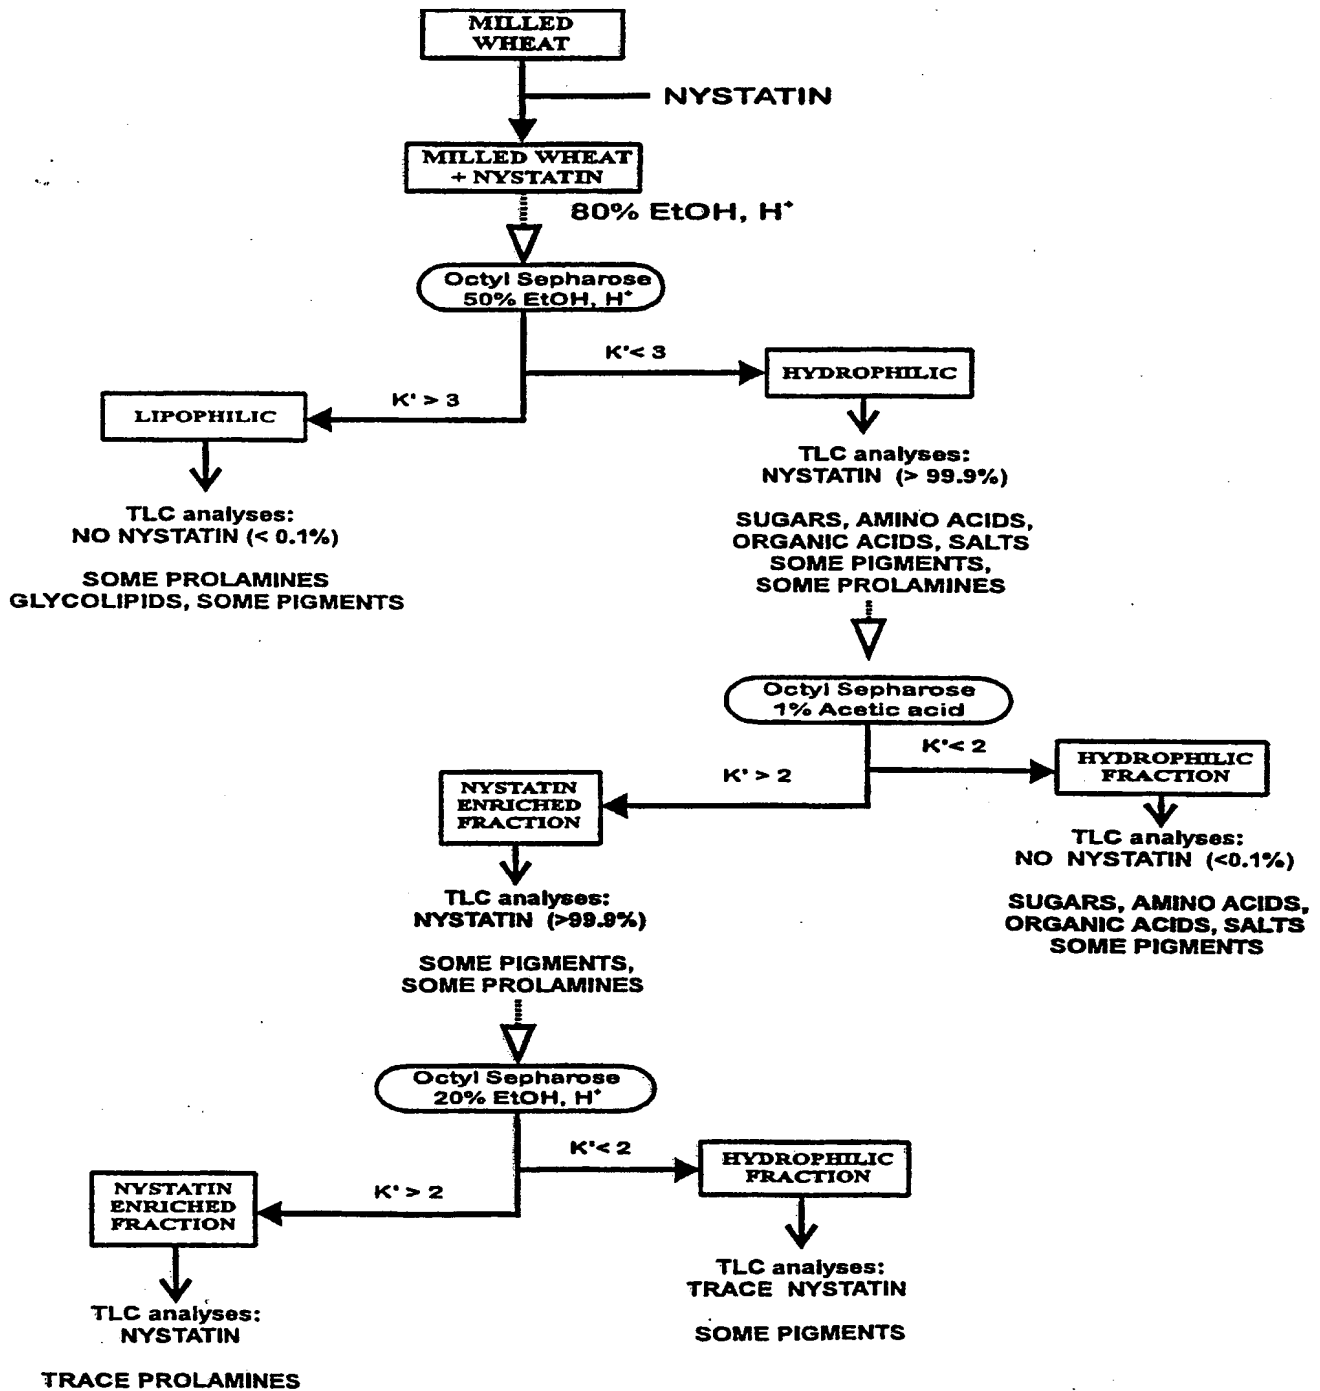 MILLED
WHEAT
NYSTATIN
MILLED WHEAT
+ NYSTATIN
80% EtOH, H⁺
Octyl Sepharose
50% EtOH, H⁺
K'< 3
HYDROPHILIC
K' > 3
LIPOPHILIC
TLC analyses:
NYSTATIN (> 99.9%)
SUGARS, AMINO ACIDS,
ORGANIC ACIDS, SALTS
SOME PIGMENTS,
SOME PROLAMINES
TLC analyses:
NO NYSTATIN (< 0.1%)
SOME PROLAMINES
GLYCOLIPIDS, SOME PIGMENTS
Octyl Sepharose
1% Acetic acid
K'< 2
HYDROPHILIC
FRACTION
K' > 2
NYSTATIN
ENRICHED
FRACTION
TLC analyses:
NO NYSTATIN (<0.1%)
SUGARS, AMINO ACIDS,
ORGANIC ACIDS, SALTS
SOME PIGMENTS
TLC analyses:
NYSTATIN (>99.9%)
SOME PIGMENTS,
SOME PROLAMINES
Octyl Sepharose
20% EtOH, H⁺
K'< 2
HYDROPHILIC
FRACTION
K' > 2
NYSTATIN
ENRICHED
FRACTION
TLC analyses:
TRACE NYSTATIN
SOME PIGMENTS
TLC analyses:
NYSTATIN
TRACE PROLAMINES